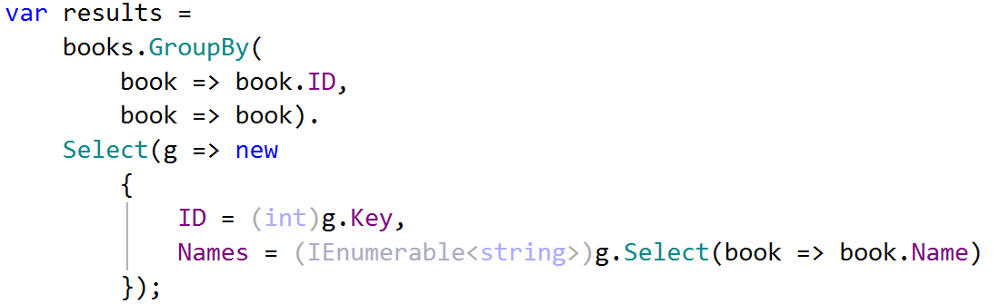 var results =
    books.GroupBy(
        book => book.ID,
        book => book).
    Select(g => new
        {
            ID = (int)g.Key,
            Names = (IEnumerable<string>)g.Select(book => book.Name)
        });